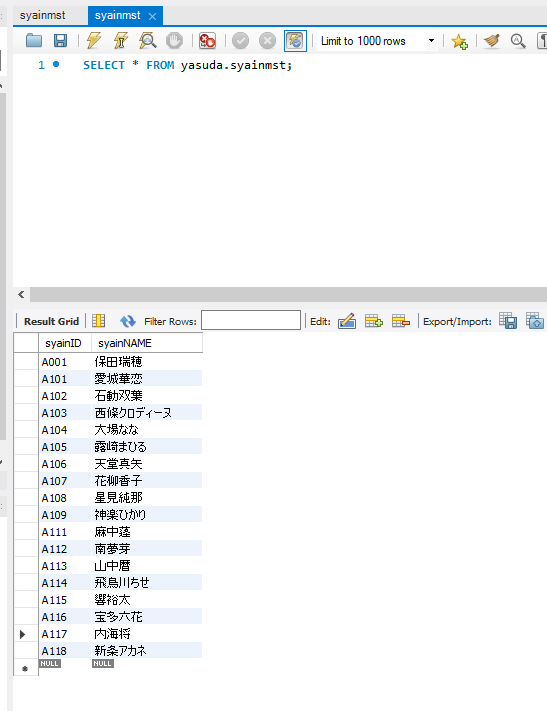 syainmst syainmst
Limit to 1000 rows
1 SELECT * FROM yasuda.syainmst;
Result Grid Filter Rows: Edit: Export/Import:
syainID syainNAME
A001 保田瑞穂
A101 愛城華恋
A102 石動双葉
A103 西條クロディーヌ
A104 大場なな
A105 露崎まひる
A106 天堂真矢
A107 花柳香子
A108 星見純那
A109 神楽ひかり
A111 麻中蓬
A112 南夢芽
A113 山中暦
A114 飛鳥川ちせ
A115 響裕太
A116 宝多六花
A117 内海将
A118 新条アカネ
NULL NULL